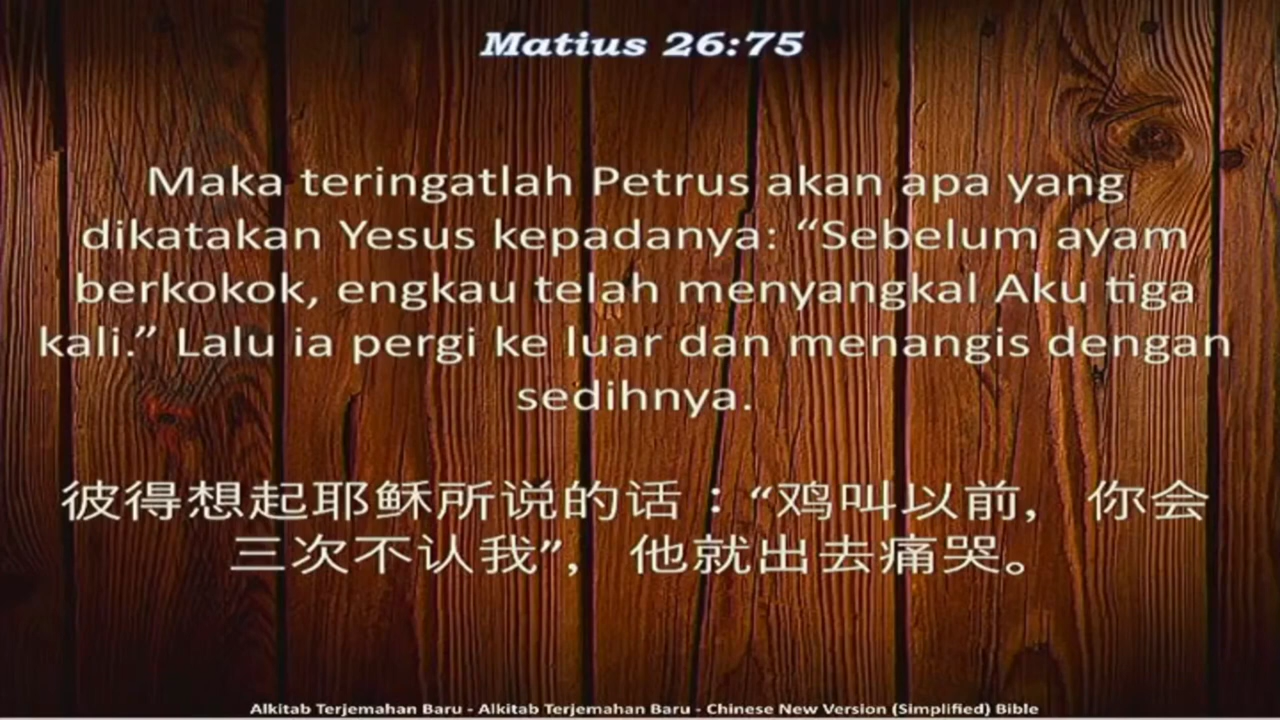 Matius 26:75
Maka teringatlah Petrus akan apa yang
dikatakan Yesus kepadanya: “Sebelum ayam
berkokok, engkau telah menyangkal Aku tiga
kali.” Lalu ia pergi ke luar dan menangis dengan
sedihnya.
彼得想起耶稣所说的话：“鸡叫以前, 你会
三次不认我”, 他就出去痛哭。
Alkitab Terjemahan Baru - Alkitab Terjemahan Baru - Chinese New Version (Simplified) Bible